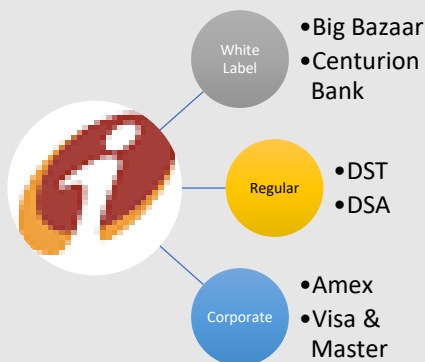 White
Label
•Big Bazaar
•Centurion
Bank
Regular
•DST
•DSA
Corporate
•Amex
•Visa &
Master